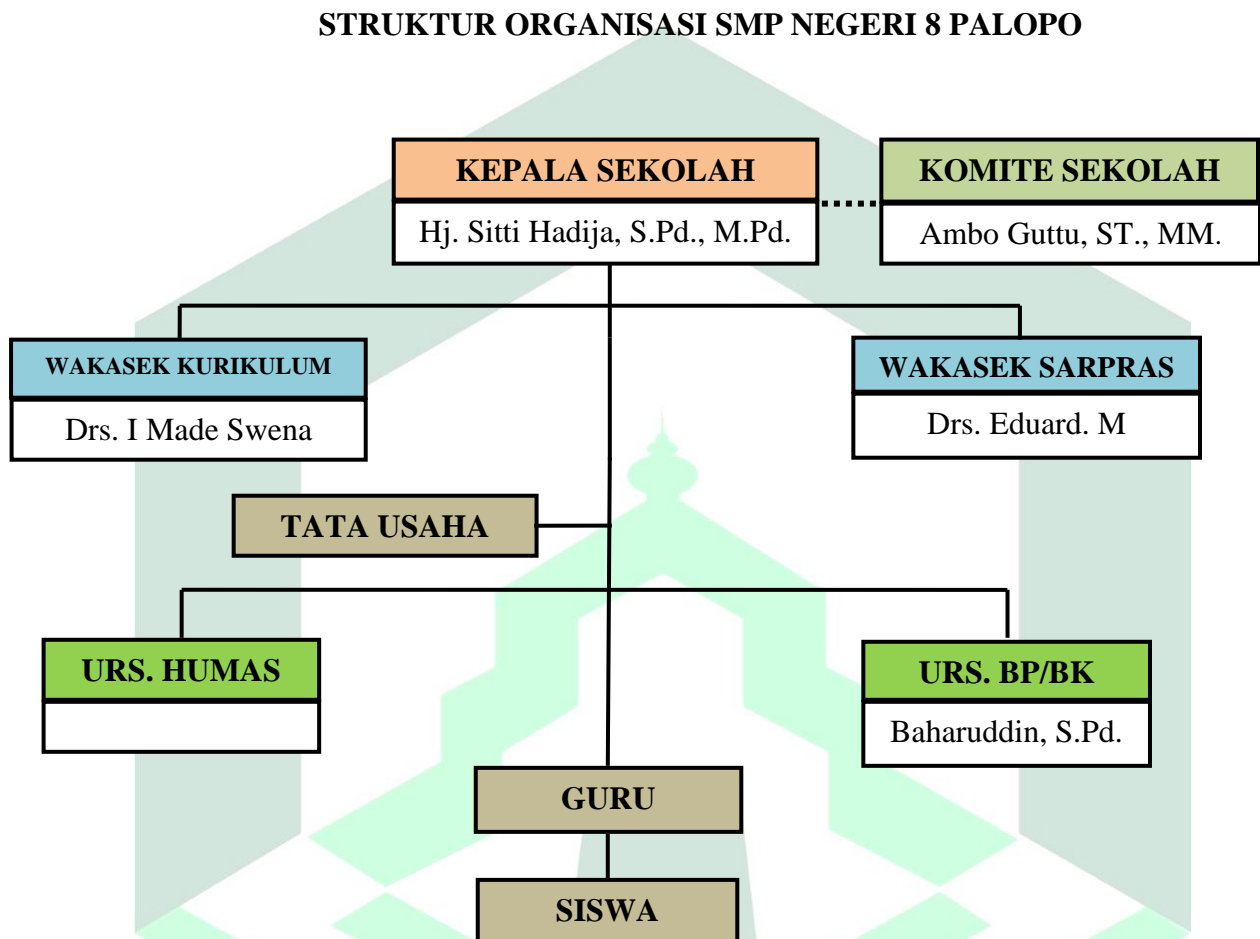 STRUKTUR ORGANISASI SMP NEGERI 8 PALOPO
KEPALA SEKOLAH
Hj. Sitti Hadija, S.Pd., M.Pd.
KOMITE SEKOLAH
Ambo Guttu, ST., MM.
WAKASEK KURIKULUM
Drs. I Made Swena
WAKASEK SARPRAS
Drs. Eduard. M
TATA USAHA
URS. HUMAS
URS. BP/BK
Baharuddin, S.Pd.
GURU
SISWA